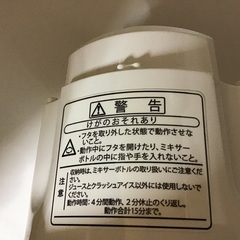 警告
けがのおそれあり
・フタを取り外した状態で動作させな
いこと。
・動作中にフタを開けたり、ミキサー
ボトルの中に指や手を入れないこと。
注意
収納時は、ミキサーボトルの取り扱いにご注意くだ
さい。
ジュースとクラッシュアイス以外には使用しないで
ください。
動作時間:4分間動作、2分休止のくり返し。
動作合計15分まで。